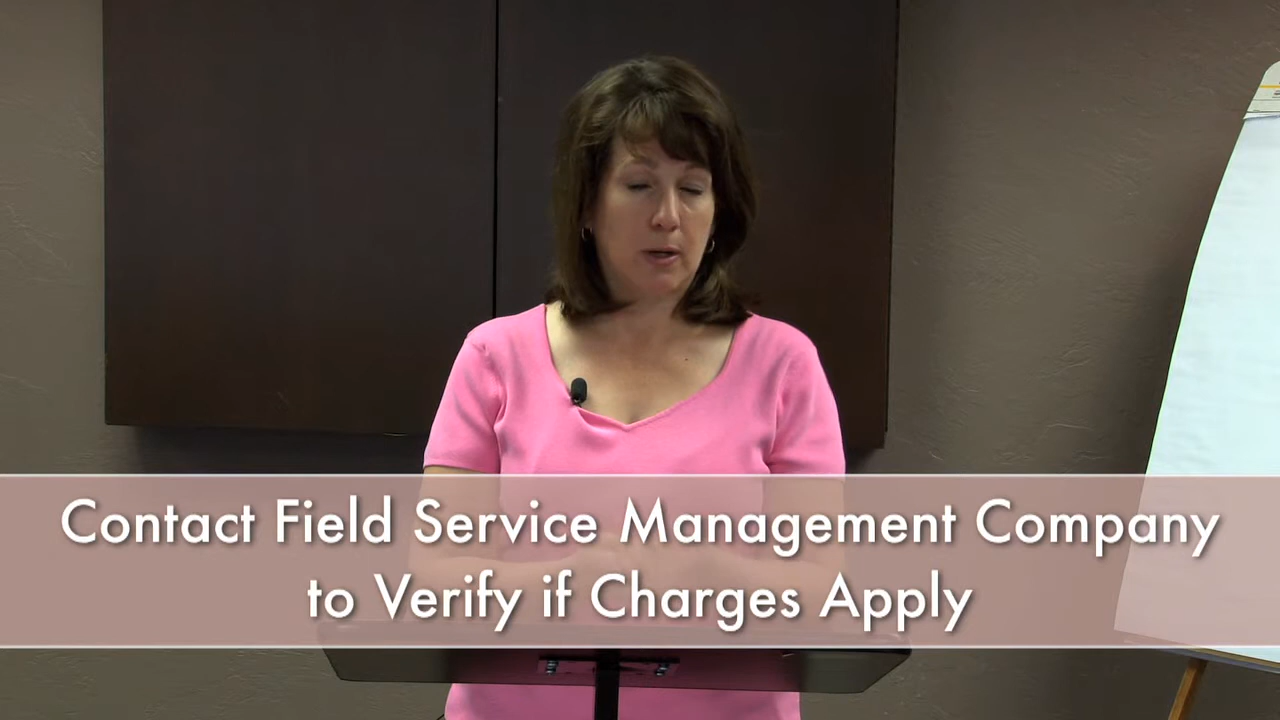 Contact Field Service Management Company
to Verify if Charges Apply